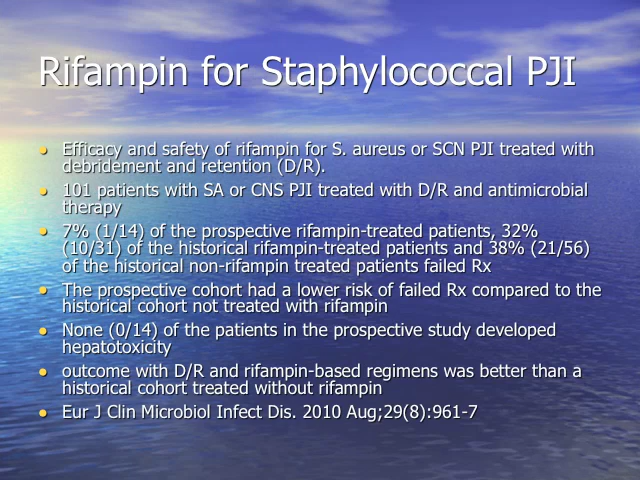 Rifampin for Staphylococcal PJI
Efficacy and safety of rifampin for S. aureus or SCN PJI treated with
debridement and retention (D/R).
101 patients with SA or CNS PJI treated with D/R and antimicrobial
therapy
7% (1/14) of the prospective rifampin-treated patients, 32%
(10/31) of the historical rifampin-treated patients and 38% (21/56)
of the historical non-rifampin treated patients failed Rx
The prospective cohort had a lower risk of failed Rx compared to the
historical cohort not treated with rifampin
None (0/14) of the patients in the prospective study developed
hepatotoxicity
outcome with D/R and rifampin-based regimens was better than a
historical cohort treated without rifampin
Eur J Clin Microbiol Infect Dis. 2010 Aug;29(8):961-7